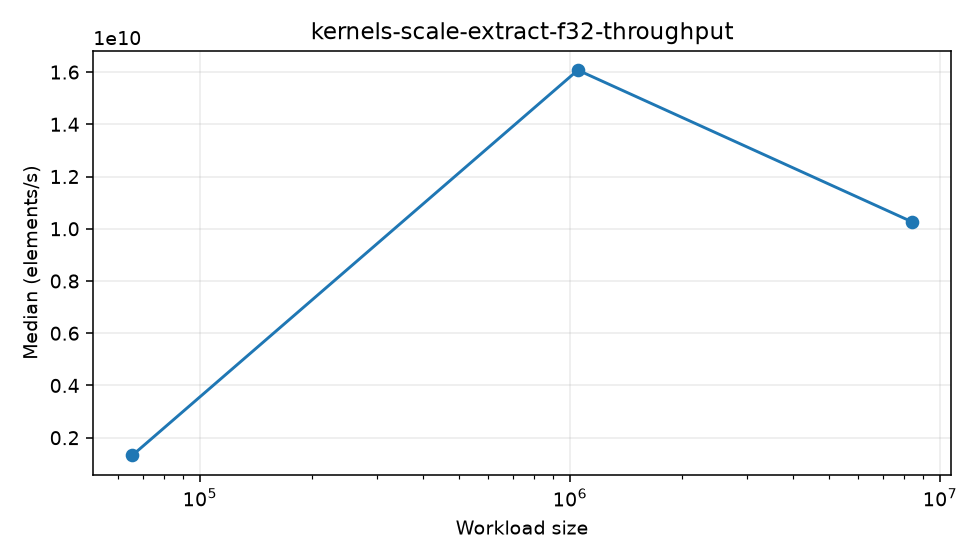 kernels-scale-extract-f32-throughput
1e10
1.6
1.4
1.2
1.0
0.8
0.6
0.4
0.2
Median (elements/s)
10⁵ 10⁶ 10⁷
Workload size